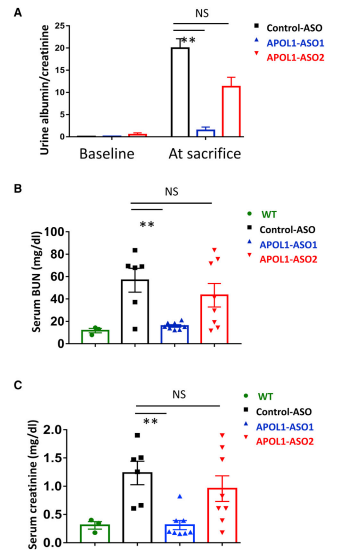 A
NS
**
Control-ASO
APOL1-ASO1
APOL1-ASO2
Urine albumin/creatinine
25
20
15
10
5
0
Baseline
At sacrifice
B
NS
**
WT
Control-ASO
APOL1-ASO1
APOL1-ASO2
Serum BUN (mg/dl)
100
80
60
40
20
0
C
NS
**
WT
Control-ASO
APOL1-ASO1
APOL1-ASO2
Serum creatinine (mg/dl)
2.0
1.5
1.0
0.5
0.0